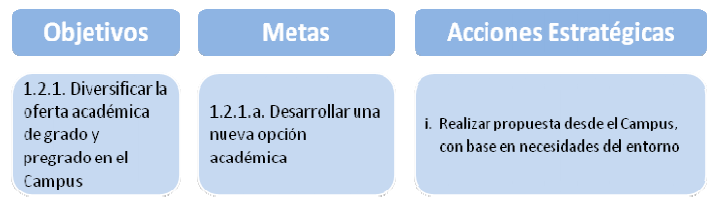 Objetivos
Metas
Acciones Estratégicas
1.2.1. Diversificar la
oferta académica
de grado y
pregrado en el
Campus
1.2.1.a. Desarrollar una
nueva opción
académica
i. Realizar propuesta desde el Campus,
con base en necesidades del entorno